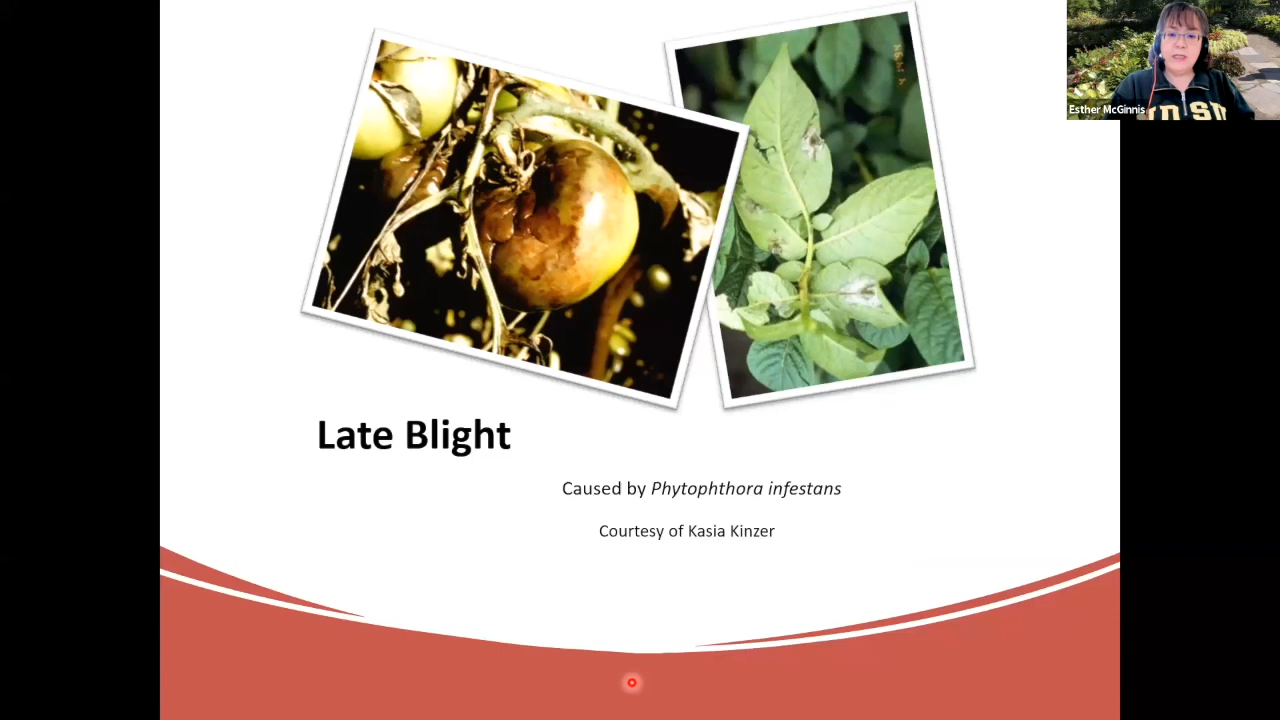 Esther McGinnis
Late Blight
Caused by Phytophthora infestans
Courtesy of Kasia Kinzer